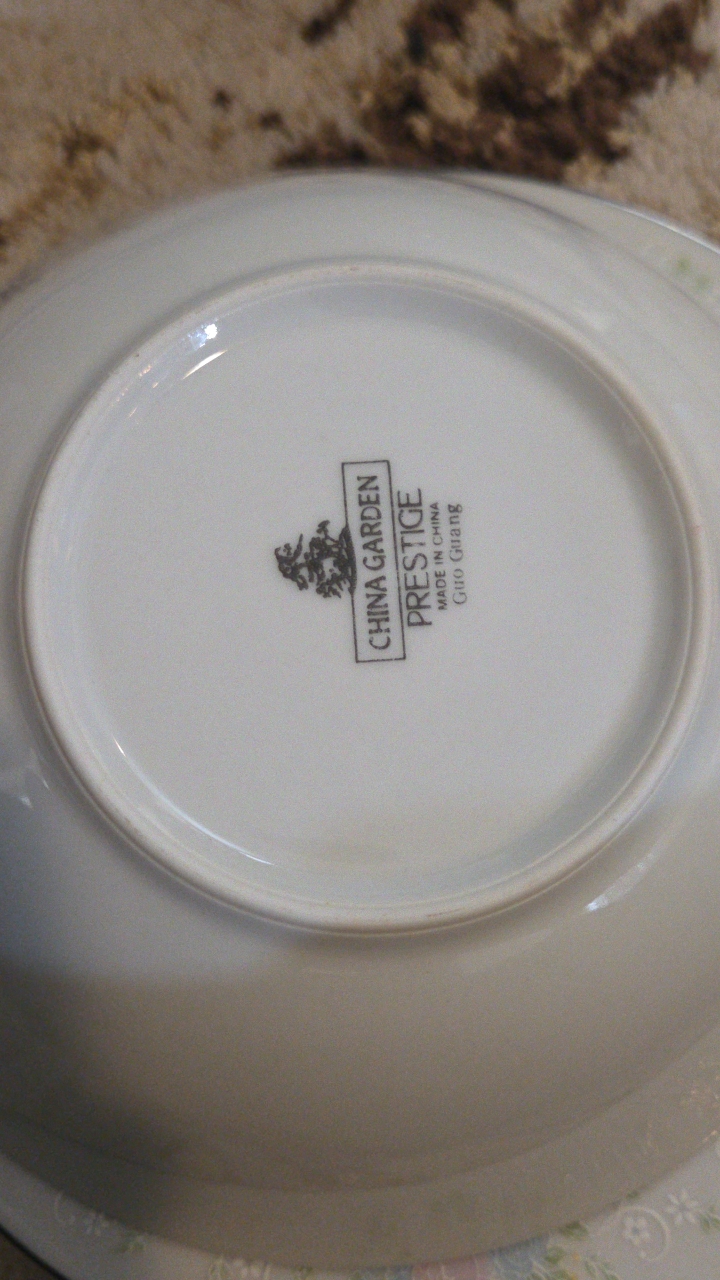 CHINA GARDEN
PRESTIGE
MADE IN CHINA
Guo Guang